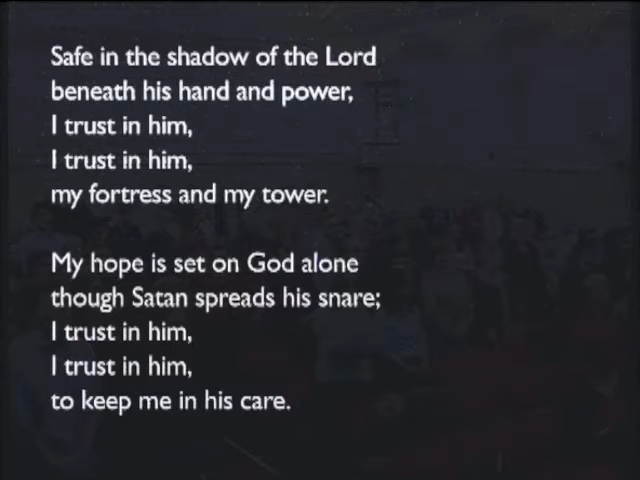 Safe in the shadow of the Lord
beneath his hand and power,
I trust in him,
I trust in him,
my fortress and my tower.
My hope is set on God alone
though Satan spreads his snare;
I trust in him,
I trust in him,
to keep me in his care.